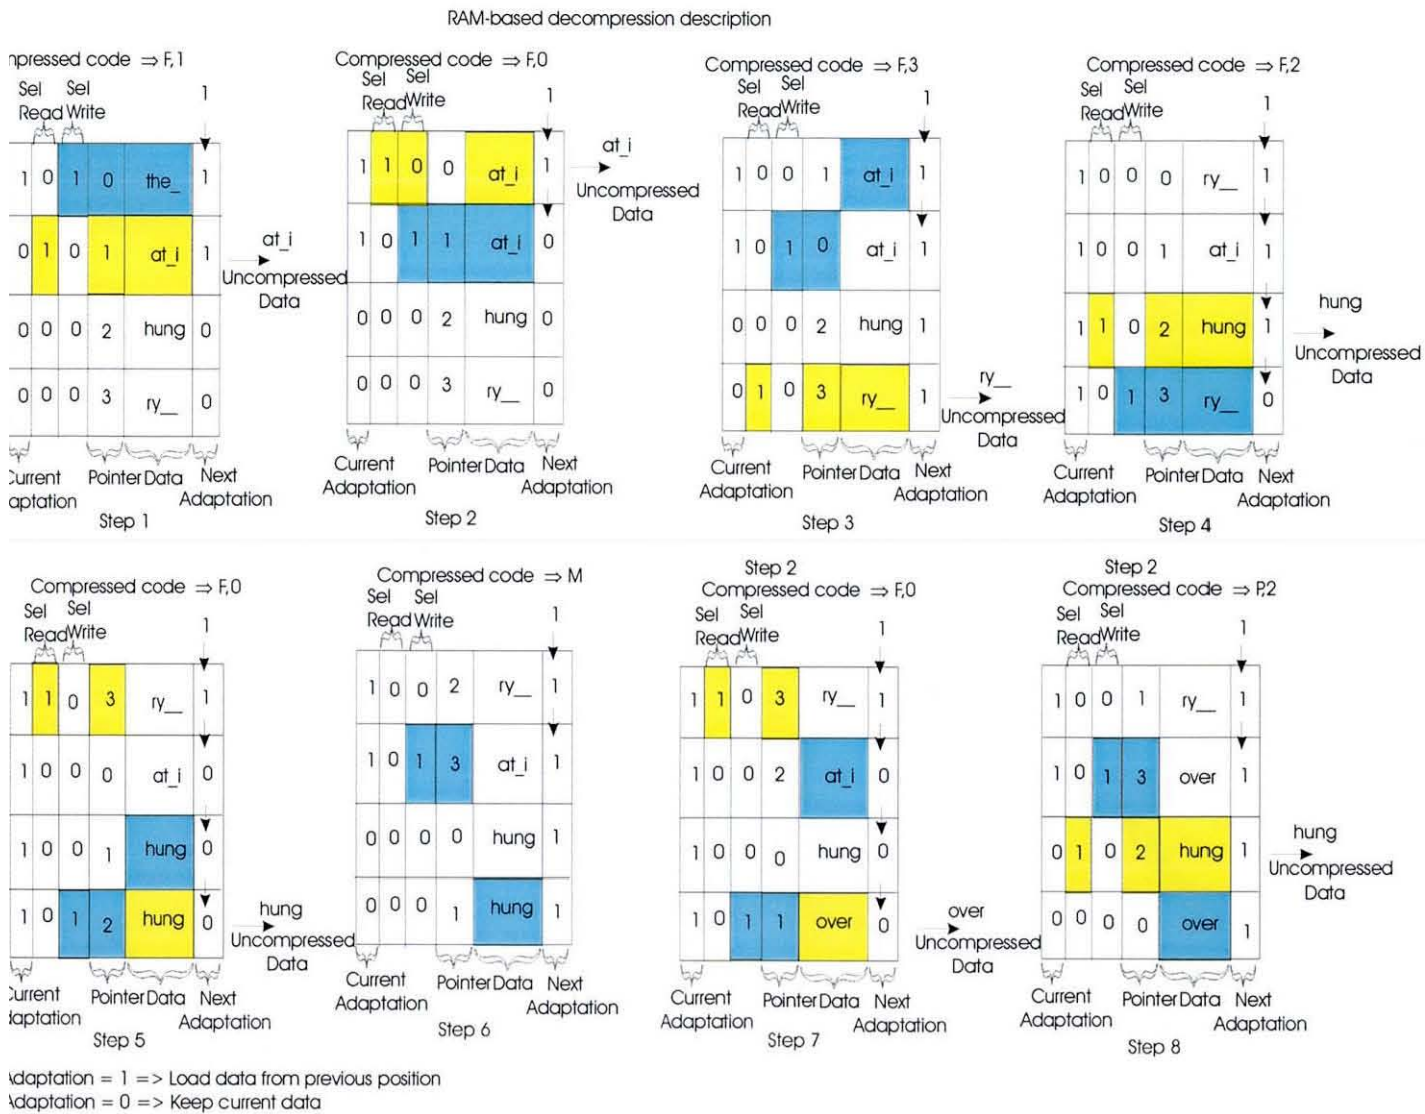 RAM-based decompression description
mpressed code ⇒ F,1
Sel Sel
Read Write
1
1 0 1 0 the_ 1
0 1 0 1 at_i 1
0 0 0 2 hung 0
0 0 0 3 ry__ 0
at_i
Uncompressed
Data
Current
daptation
Pointer Data
Next
Adaptation
Step 1
Compressed code ⇒ F,0
Sel Sel
Read Write
1
1 1 0 0 at_i 1
1 0 1 1 at_i 0
0 0 0 2 hung 0
0 0 0 3 ry__ 0
at_i
Uncompressed
Data
Current
Adaptation
Pointer Data
Next
Adaptation
Step 2
Compressed code ⇒ F,3
Sel Sel
Read Write
1
1 0 0 1 at_i 1
1 0 1 0 at_i 1
0 0 0 2 hung 1
0 1 0 3 ry__ 1
ry__
Uncompressed
Data
Current
Adaptation
Pointer Data
Next
Adaptation
Step 3
Compressed code ⇒ F,2
Sel Sel
Read Write
1
1 0 0 0 ry__ 1
1 0 0 1 at_i 1
1 1 0 2 hung 1
1 0 1 3 ry__ 0
hung
Uncompressed
Data
Current
Adaptation
Pointer Data
Next
Adaptation
Step 4
Compressed code ⇒ F,0
Sel Sel
Read Write
1
1 1 0 3 ry__ 1
1 0 0 0 at_i 0
1 0 0 1 hung 0
1 0 1 2 hung 0
hung
Uncompressed
Data
Current
daptation
Pointer Data
Next
Adaptation
Step 5
Compressed code ⇒ M
Sel Sel
Read Write
1
1 0 0 2 ry__ 1
1 0 1 3 at_i 1
0 0 0 0 hung 1
0 0 0 1 hung 1
Current
Adaptation
Pointer Data
Next
Adaptation
Step 6
Step 2
Compressed code ⇒ F,0
Sel Sel
Read Write
1
1 1 0 3 ry__ 1
1 0 0 2 at_i 0
1 0 0 0 hung 0
1 0 1 1 over 0
over
Uncompressed
Data
Current
Adaptation
Pointer Data
Next
Adaptation
Step 7
Step 2
Compressed code ⇒ P,2
Sel Sel
Read Write
1
1 0 0 1 ry__ 1
1 0 1 3 over 1
0 1 0 2 hung 1
0 0 0 0 over 1
hung
Uncompressed
Data
Current
Adaptation
Pointer Data
Next
Adaptation
Step 8
Adaptation = 1 => Load data from previous position
Adaptation = 0 => Keep current data